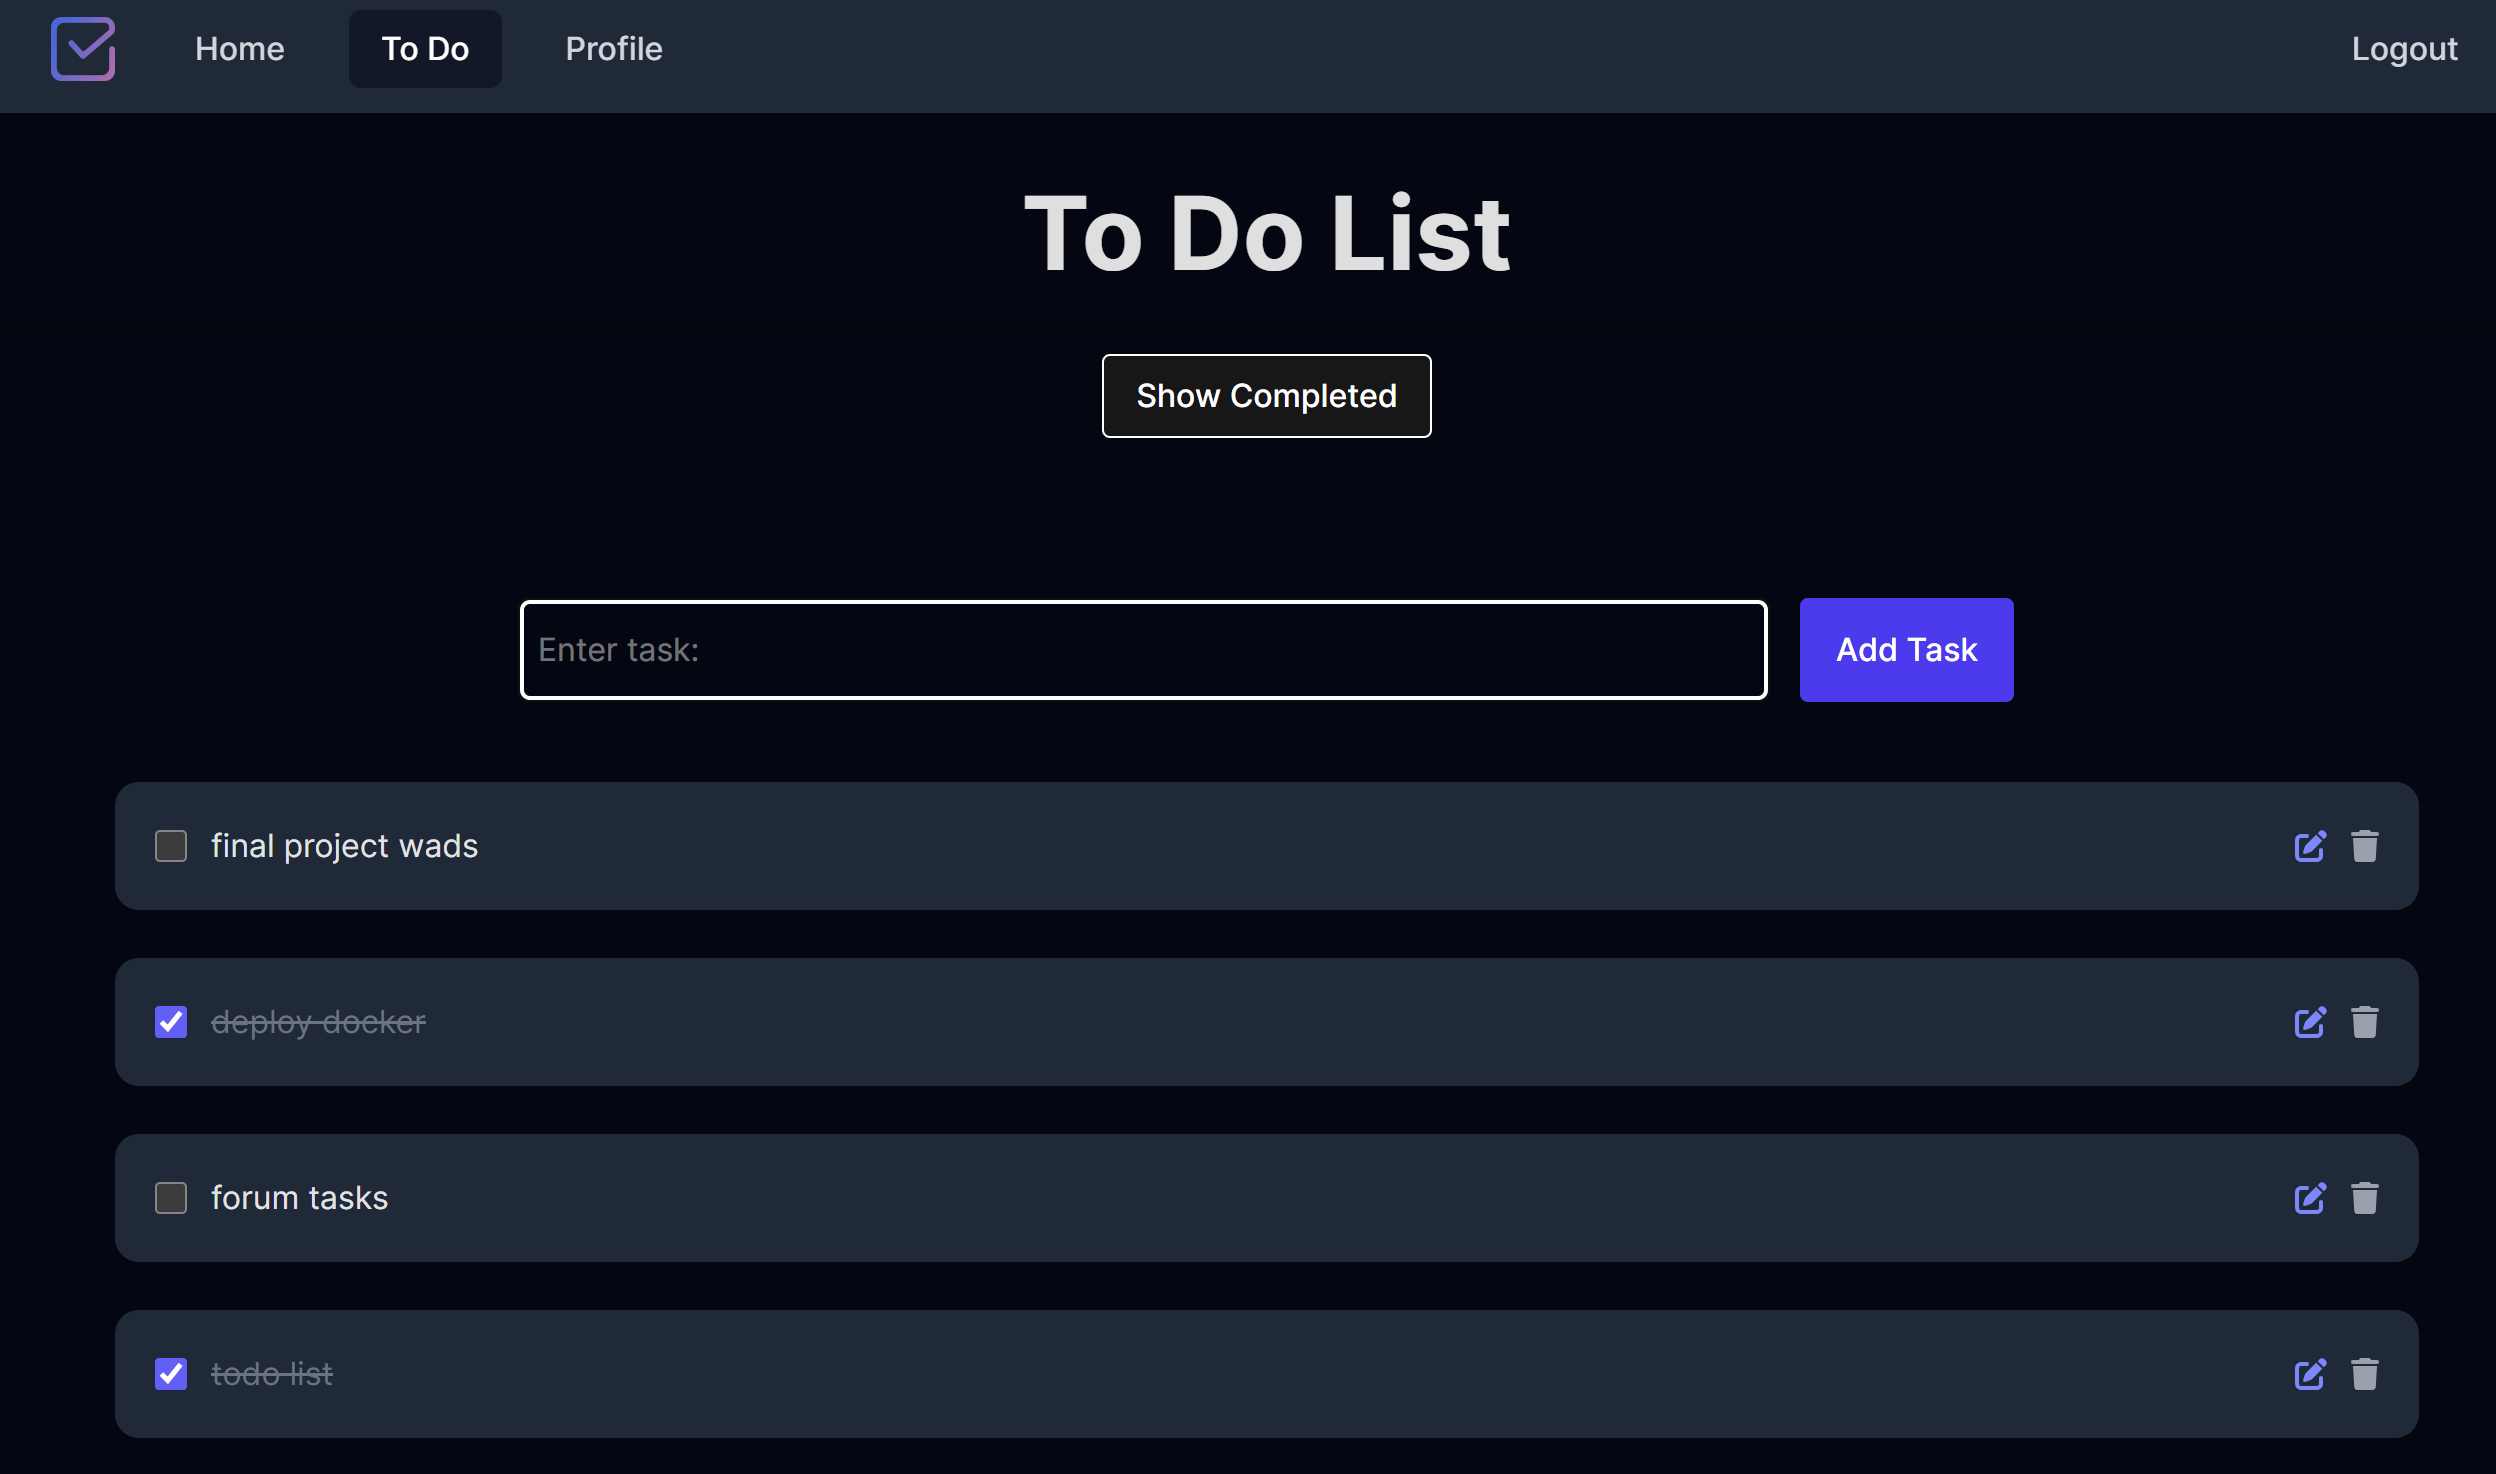 Home To Do Profile Logout
To Do List
Show Completed
Enter task: Add Task
final project wads
deploy docker
forum tasks
todo list